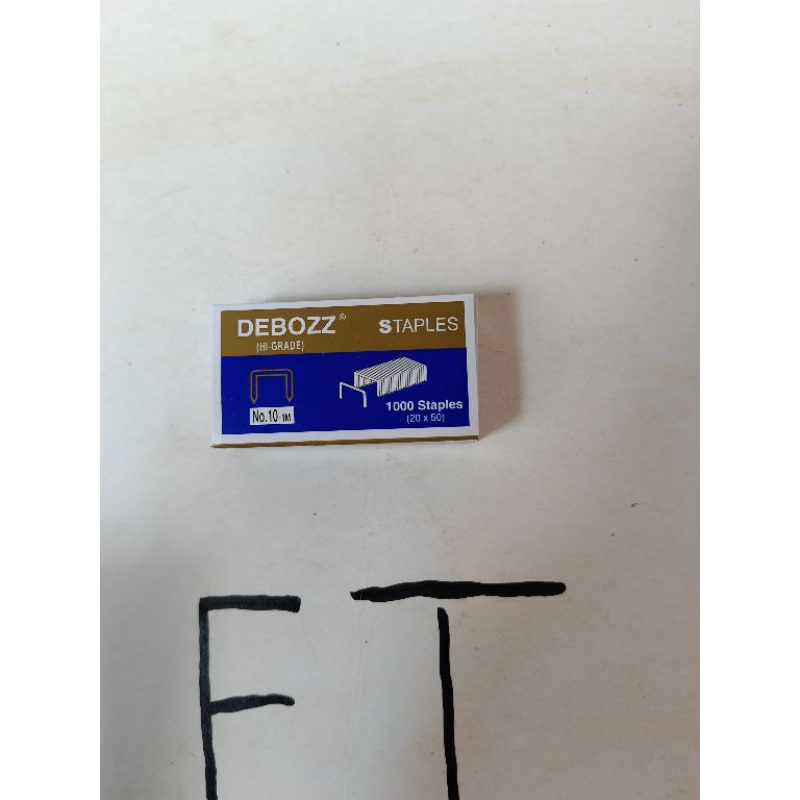 DEBOZZ® STAPLES
(HI-GRADE)
No.10-1M
1000 Staples
(20 x 50)
FT